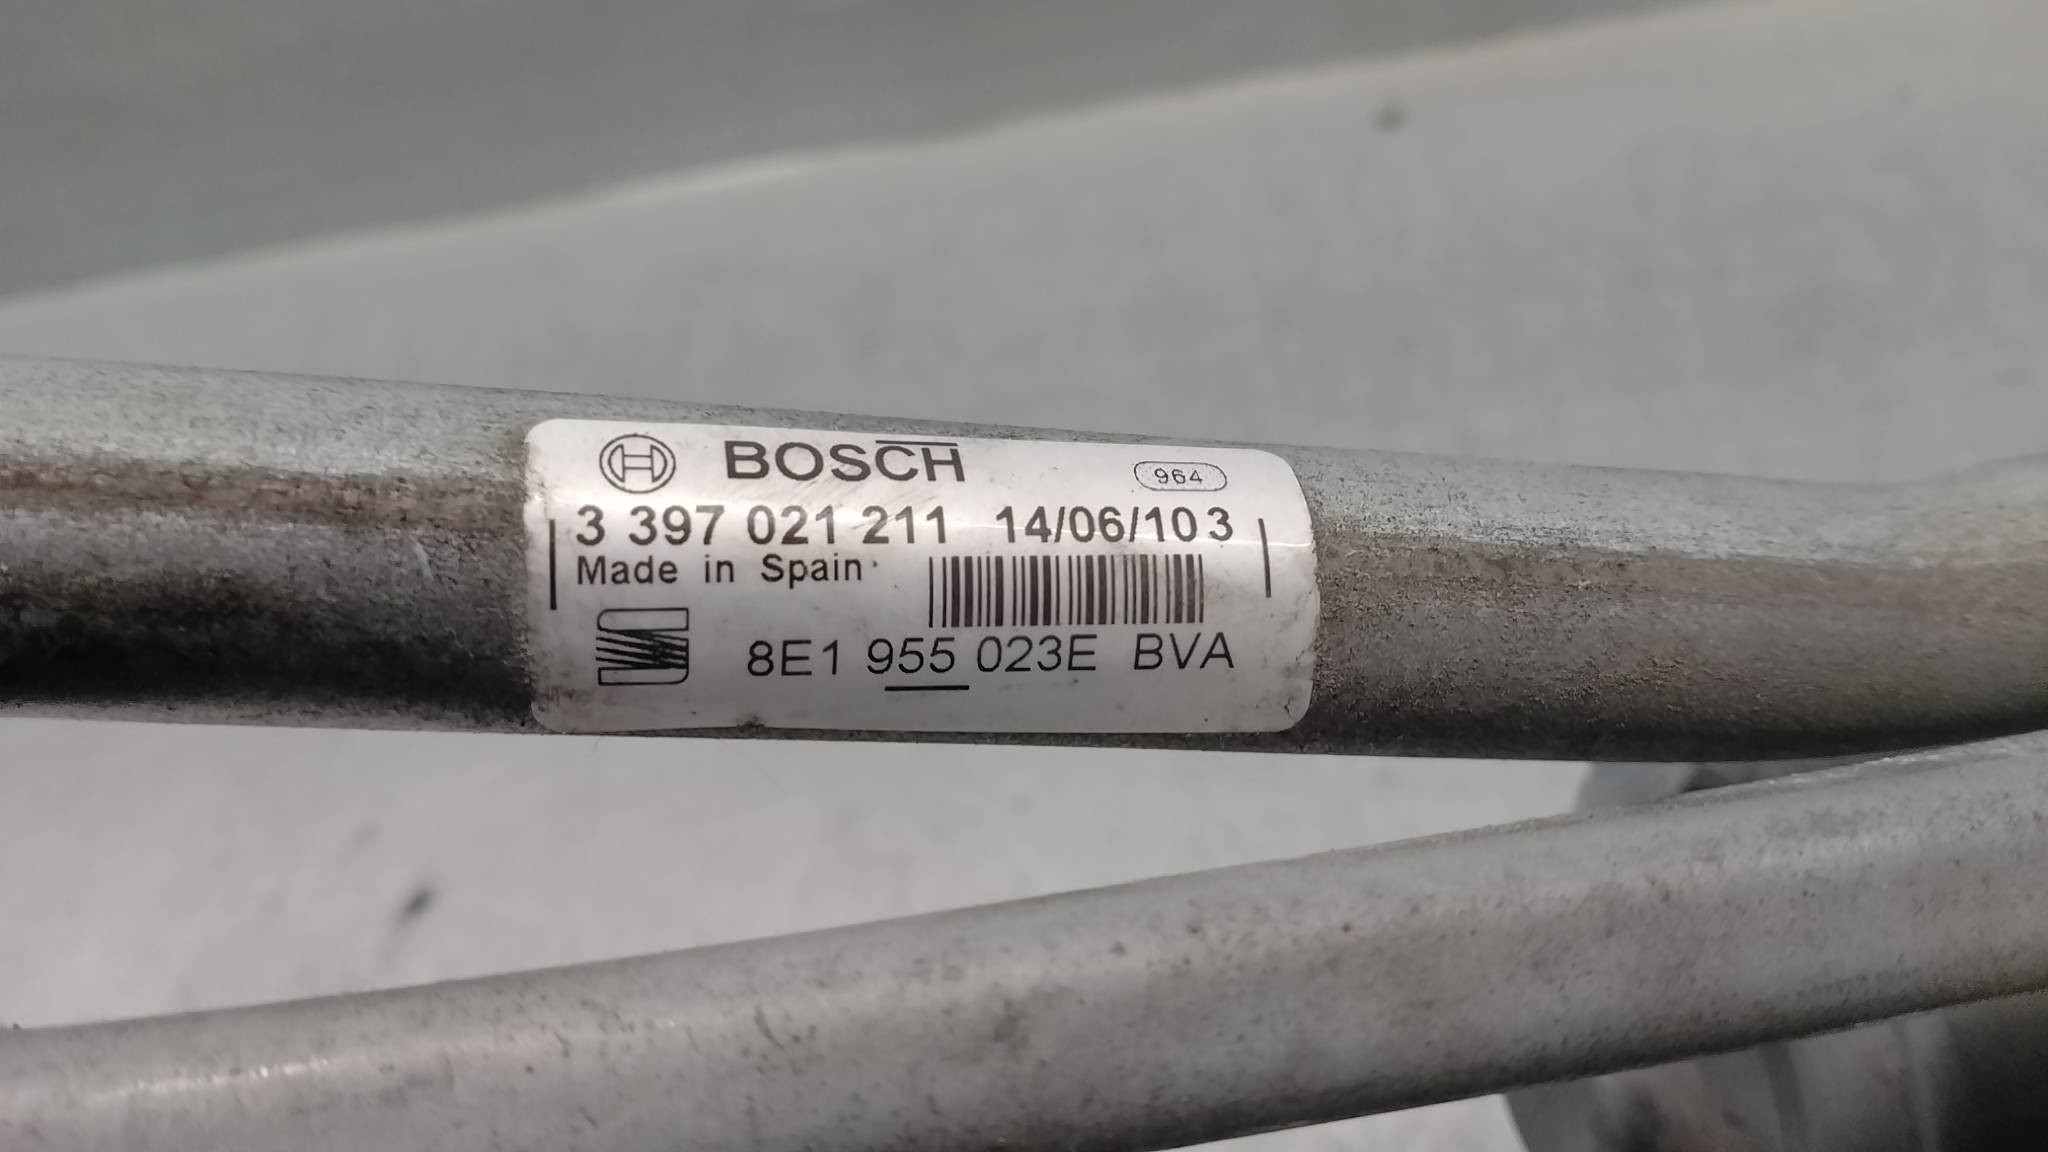 BOSCH 964
3 397 021 211 14/06/10 3
Made in Spain
8E1 955 023E BVA